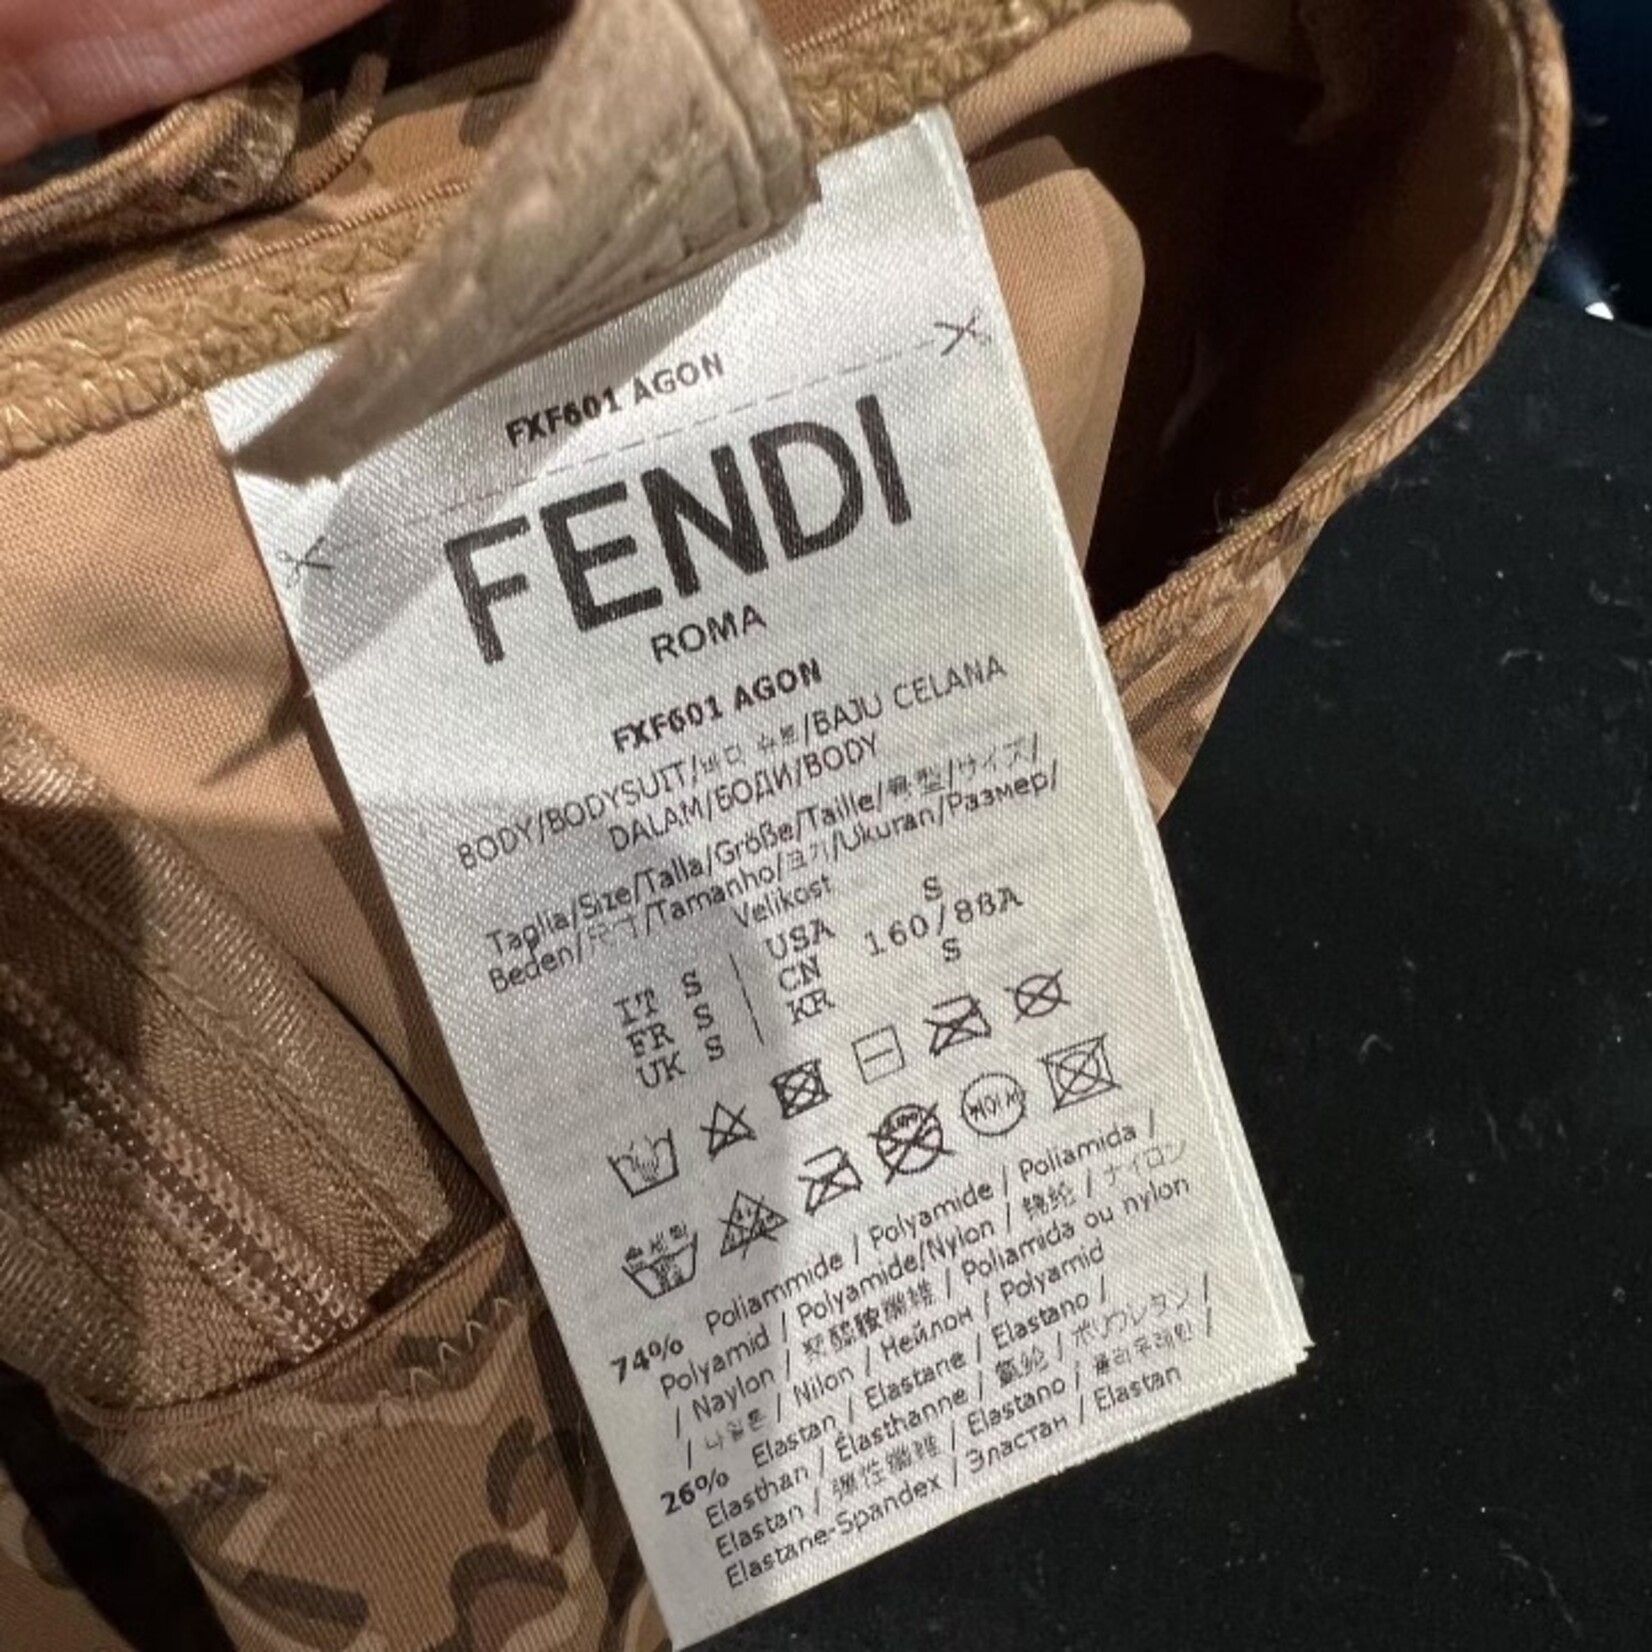 FXF601 AGON
FENDI
ROMA
FXF601 AGON
BODY/BODYSUIT/바디 수트/BAJU CELANA
DALAM/БОДИ/BODY
Taglia/Size/Talla/Größe/Taille/號型/サイズ/
Beden/尺寸/Tamanho/크기/Ukuran/Размер/
Velikost
IT S | USA S
FR S | CN 160/88A
UK S | KR S
74% Poliammide / Polyamide / Poliamida /
Polyamid / Polyamide/Nylon / 锦纶 / ナイロン
/ Naylon / 聚醯胺纖維 / Poliamida ou nylon
/ 나일론 / Nilon / Нейлон / Polyamid
26% Elastan / Elastane / Elastano /
Elasthan / Élasthanne / 氨纶 / ポリウレタン /
Elastan / 彈性纖維 / Elastano / 폴리우레탄 /
Elastane-Spandex / Эластан / Elastan